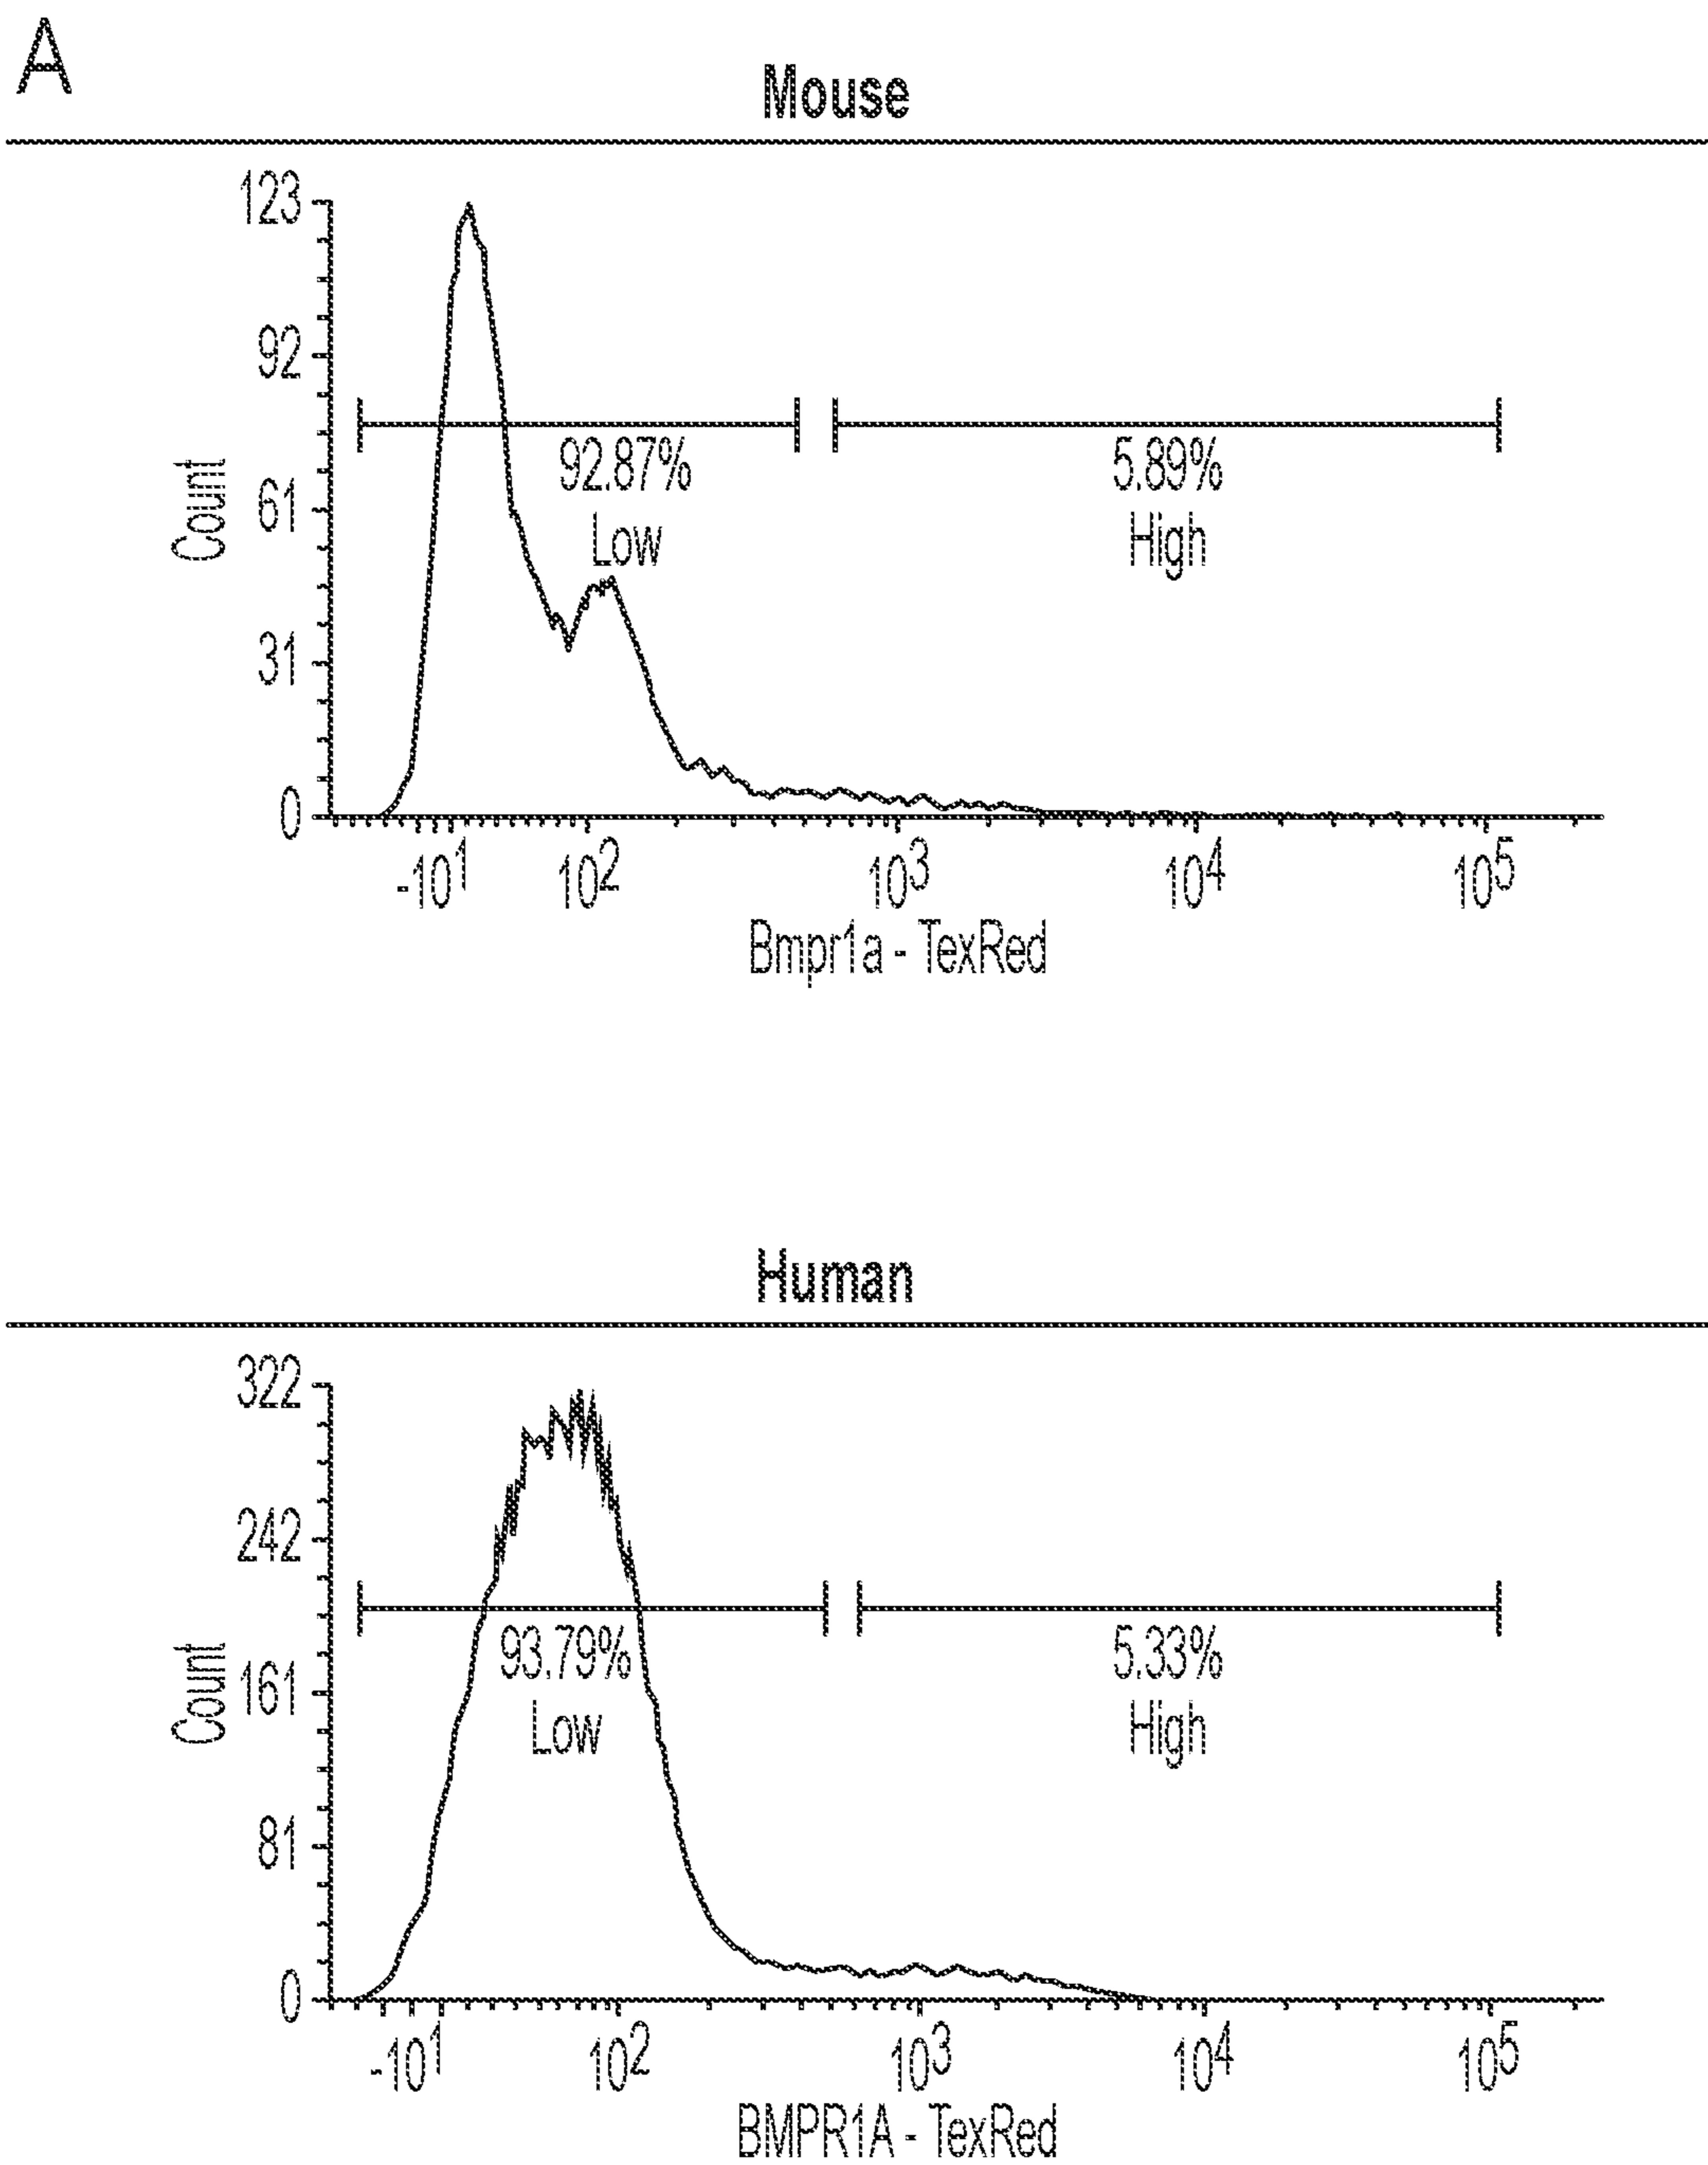 A
Mouse
123
92
61
31
0
Count
92.87%
Low
5.89%
High
-10¹
10²
10³
10⁴
10⁵
Bmpr1a - TexRed
Human
322
242
161
81
0
Count
93.79%
Low
5.33%
High
-10¹
10²
10³
10⁴
10⁵
BMPR1A - TexRed